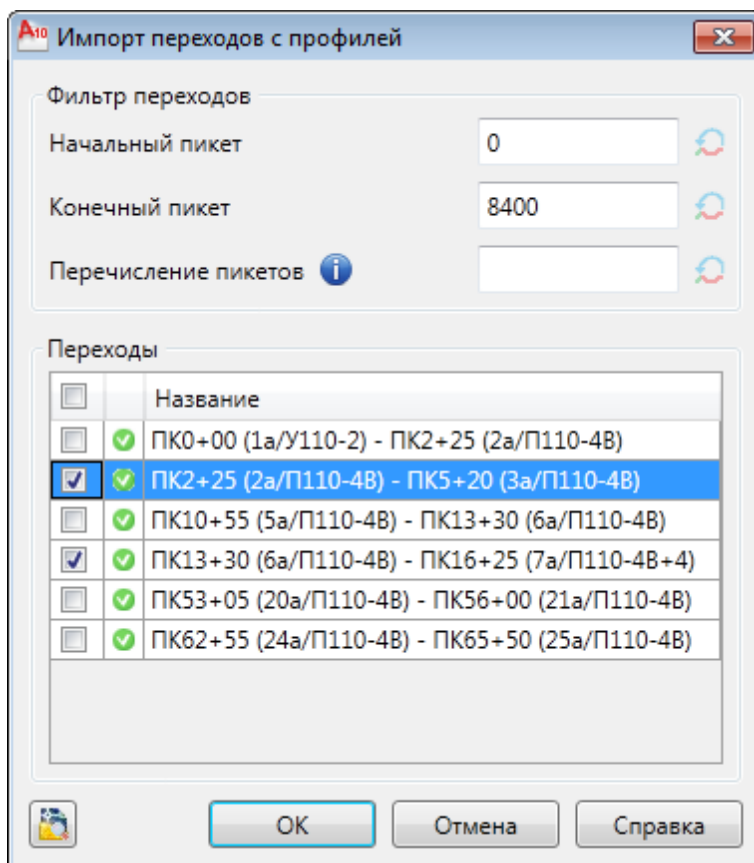 A10 Импорт переходов с профилей
Фильтр переходов
Начальный пикет 0
Конечный пикет 8400
Перечисление пикетов i
Переходы
Название
ПК0+00 (1а/У110-2) - ПК2+25 (2а/П110-4В)
ПК2+25 (2а/П110-4В) - ПК5+20 (3а/П110-4В)
ПК10+55 (5а/П110-4В) - ПК13+30 (6а/П110-4В)
ПК13+30 (6а/П110-4В) - ПК16+25 (7а/П110-4В+4)
ПК53+05 (20а/П110-4В) - ПК56+00 (21а/П110-4В)
ПК62+55 (24а/П110-4В) - ПК65+50 (25а/П110-4В)
ОК Отмена Справка